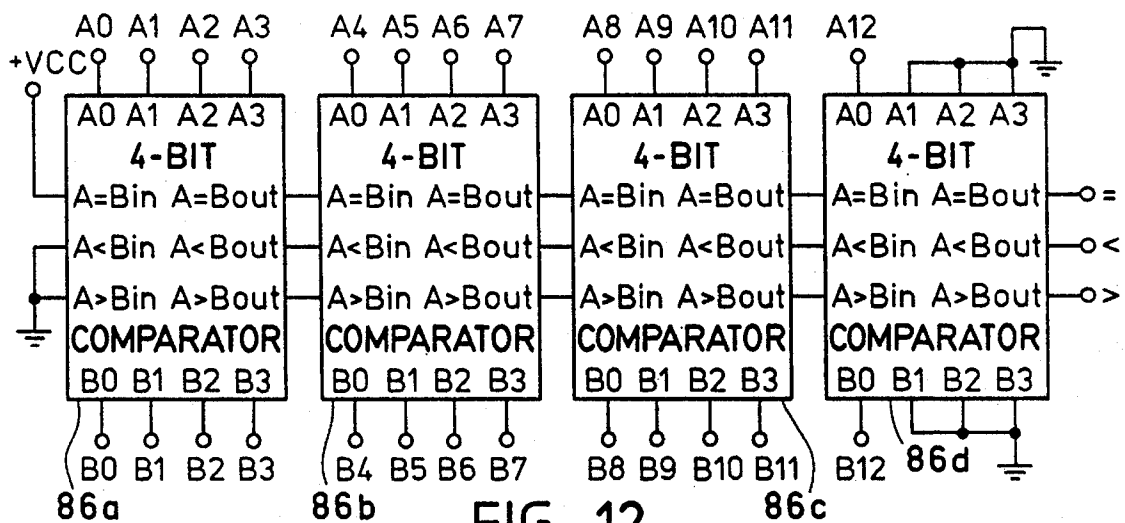 A0 A1 A2 A3 A4 A5 A6 A7 A8 A9 A10 A11 A12
+VCC
A0 A1 A2 A3 A0 A1 A2 A3 A0 A1 A2 A3 A0 A1 A2 A3
4-BIT 4-BIT 4-BIT 4-BIT
A=Bin A=Bout A=Bin A=Bout A=Bin A=Bout A=Bin A=Bout =
A<Bin A<Bout A<Bin A<Bout A<Bin A<Bout A<Bin A<Bout <
A>Bin A>Bout A>Bin A>Bout A>Bin A>Bout A>Bin A>Bout >
COMPARATOR COMPARATOR COMPARATOR COMPARATOR
B0 B1 B2 B3 B0 B1 B2 B3 B0 B1 B2 B3 B0 B1 B2 B3
B0 B1 B2 B3 B4 B5 B6 B7 B8 B9 B10 B11 B12 86d
86a 86b 86c
FIG. 12